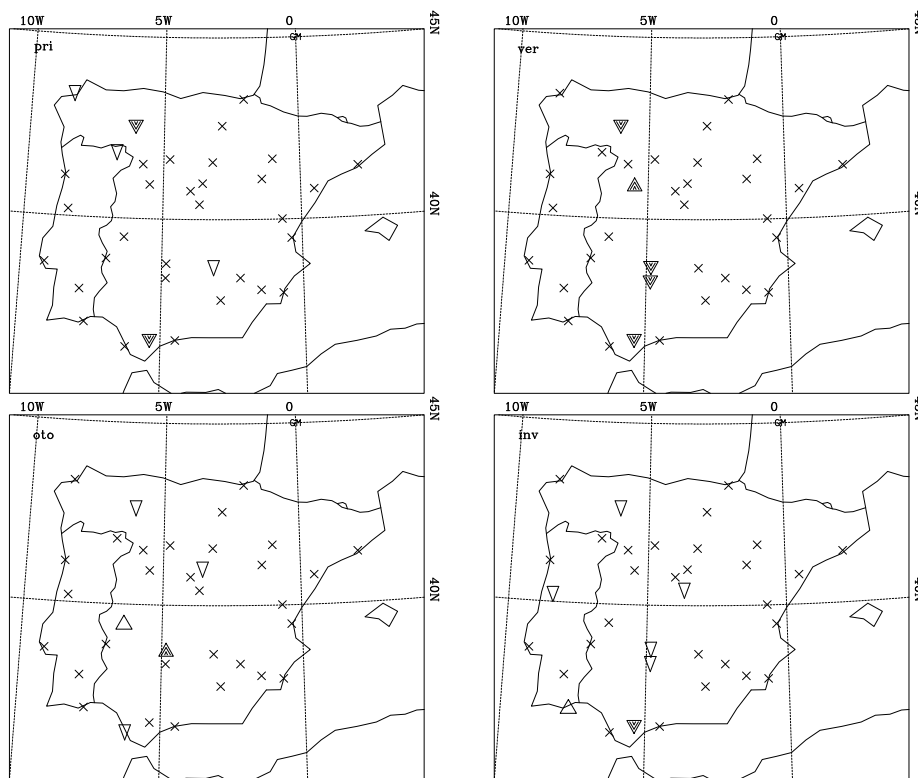 10W 5W 0 45N
pri GM
40N
10W 5W 0
ver GM
10W 5W 0 45N
oto GM
40N
10W 5W 0
inv GM